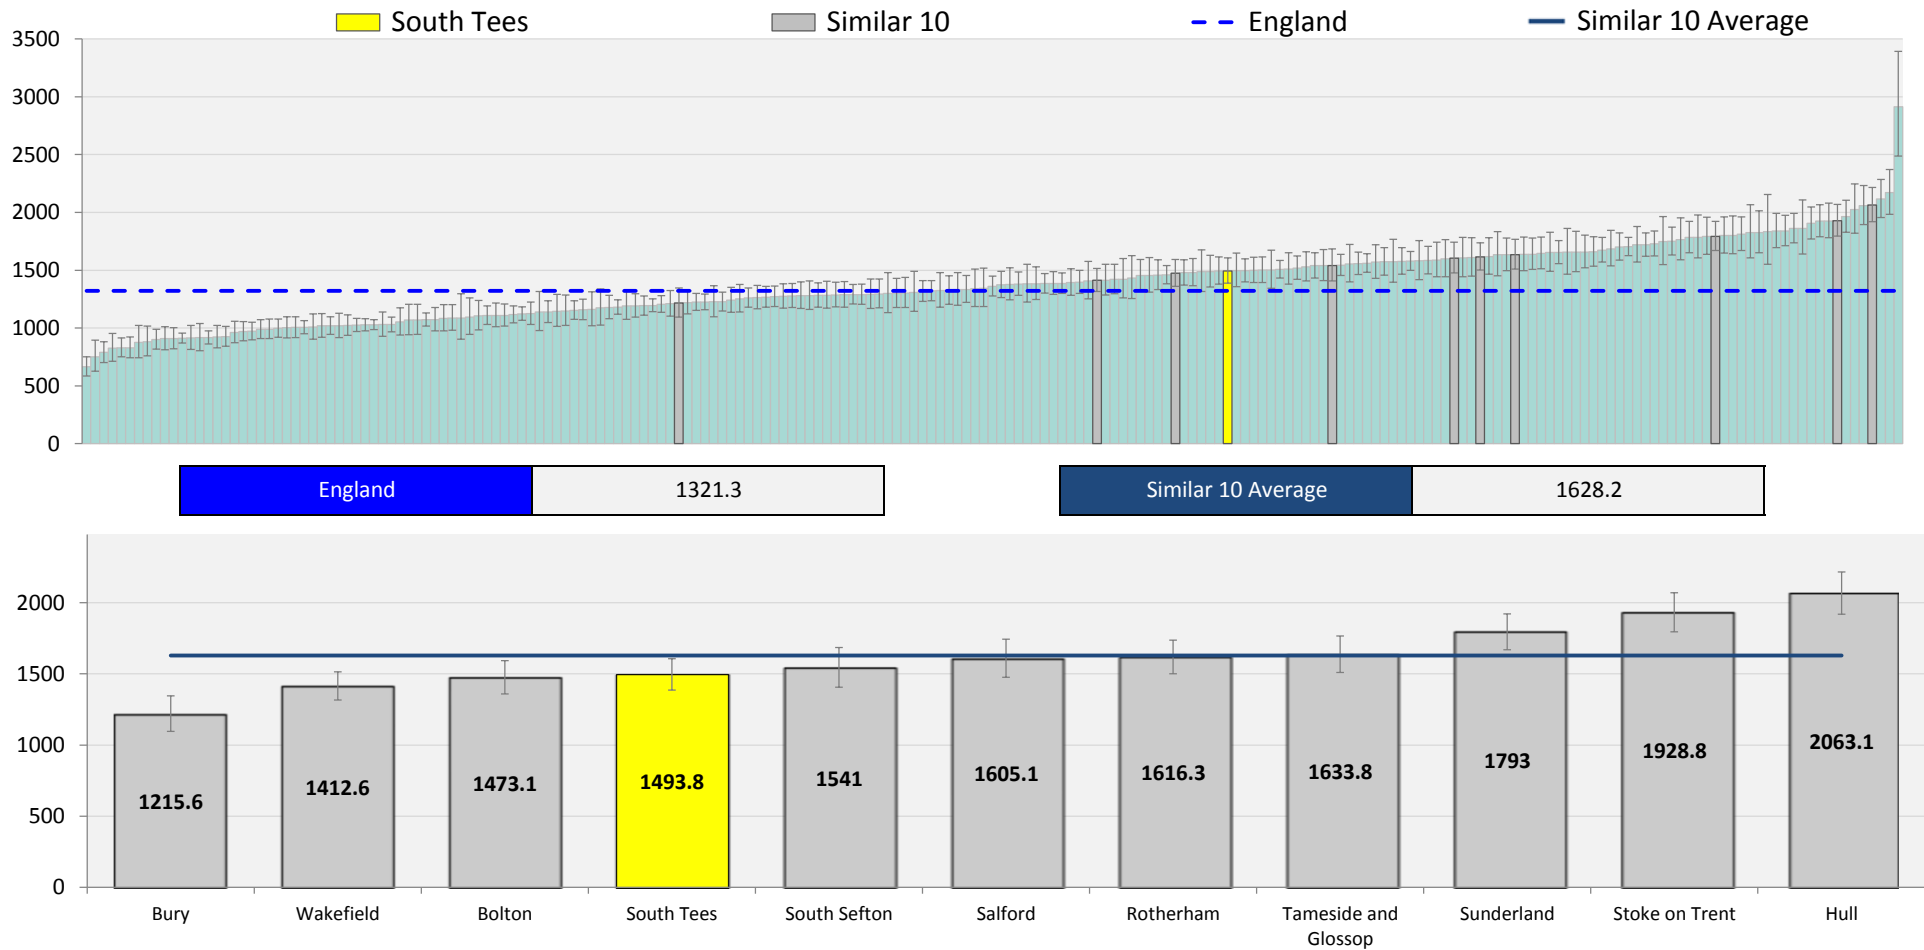 South Tees
Similar 10
England
Similar 10 Average
3500
3000
2500
2000
1500
1000
500
0
England 1321.3
Similar 10 Average 1628.2
2000
1500
1000
500
0
1215.6
1412.6
1473.1
1493.8
1541
1605.1
1616.3
1633.8
1793
1928.8
2063.1
Bury
Wakefield
Bolton
South Tees
South Sefton
Salford
Rotherham
Tameside and
Glossop
Sunderland
Stoke on Trent
Hull